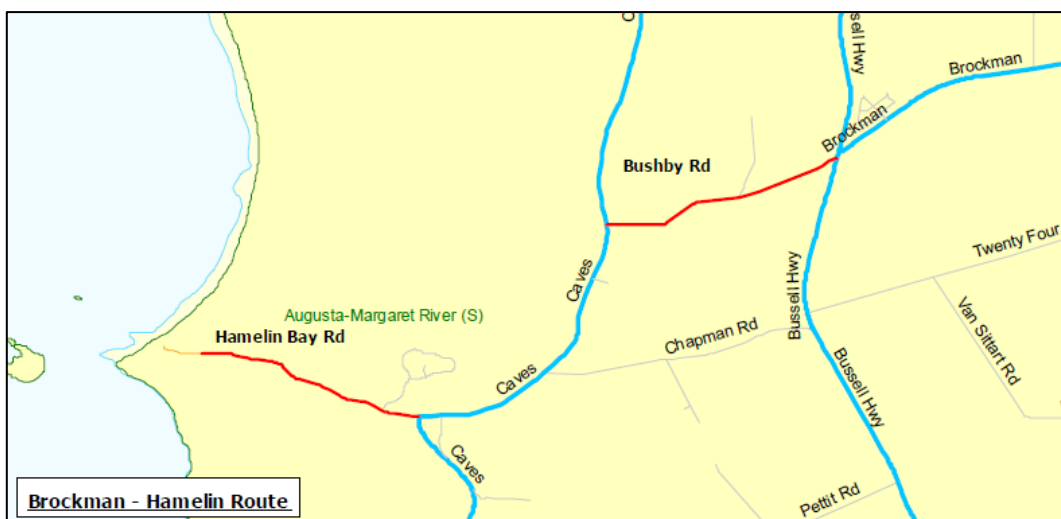 ssell Hwy
Brockman
Brockman
Bushby Rd
Twenty Four
Caves
Bussell Hwy
Augusta-Margaret River (S)
Hamelin Bay Rd
Chapman Rd
Van Sittart Rd
Caves
Bussell Hwy
Caves
Pettit Rd
Brockman - Hamelin Route